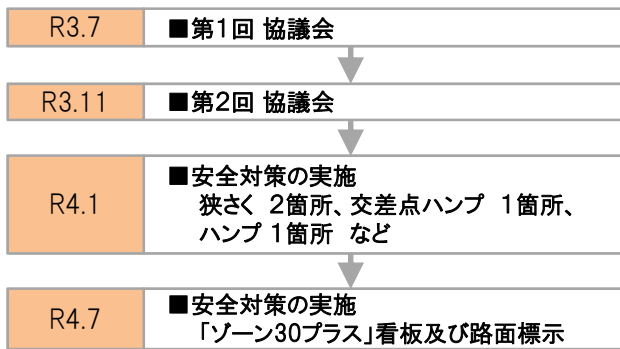 R3.7 ■第1回 協議会
R3.11 ■第2回 協議会
R4.1 ■安全対策の実施
狭さく 2箇所、交差点ハンプ 1箇所、
ハンプ 1箇所 など
R4.7 ■安全対策の実施
「ゾーン30プラス」看板及び路面標示